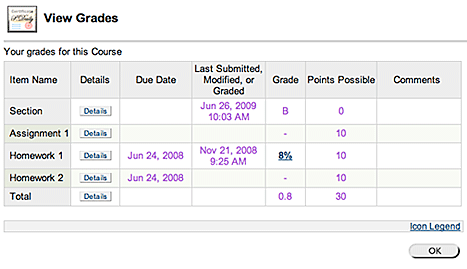 View Grades
Your grades for this Course
Item Name Details Due Date Last Submitted, Modified, or Graded Grade Points Possible Comments
Section Details Jun 26, 2009 10:03 AM B 0
Assignment 1 Details - 10
Homework 1 Details Jun 24, 2008 Nov 21, 2008 9:25 AM 8% 10
Homework 2 Details Jun 24, 2008 - 10
Total Details 0.8 30
Icon Legend
OK